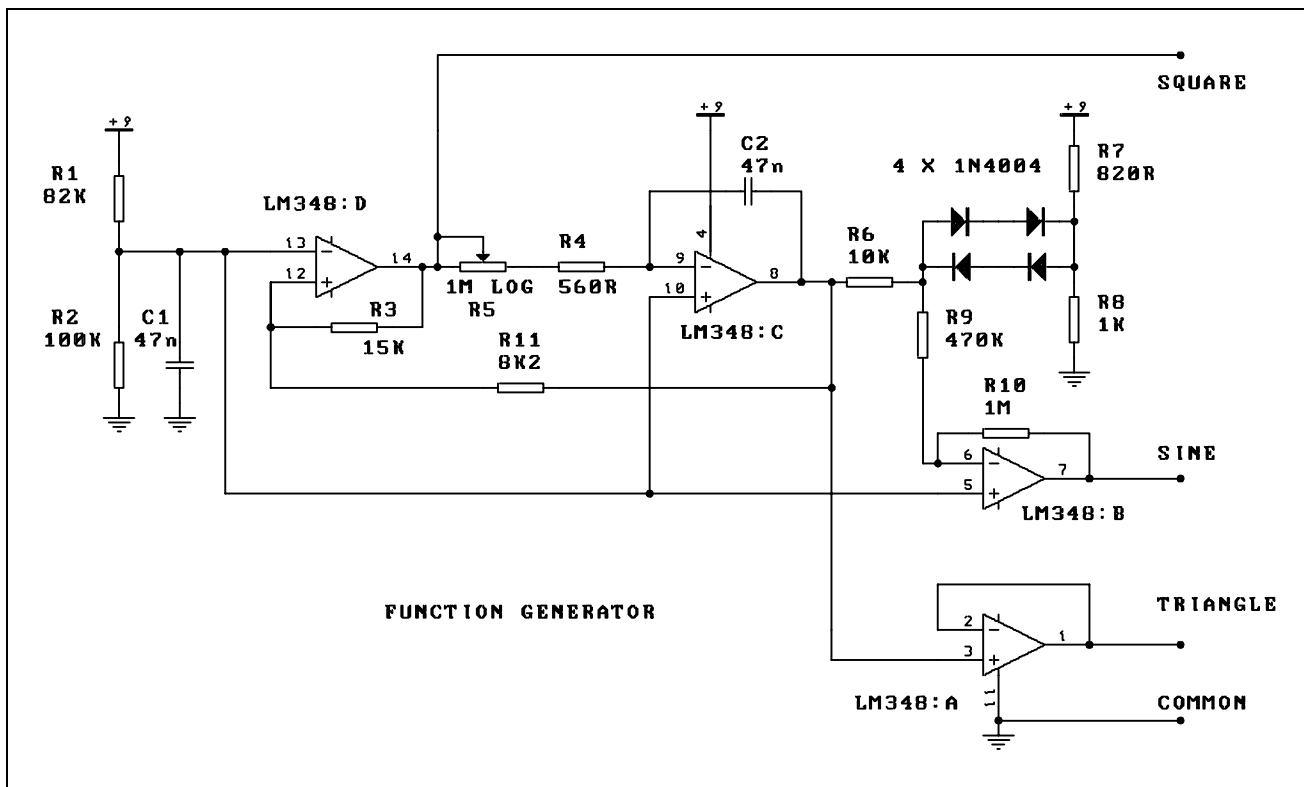 SQUARE
+9
+9
+9
R1
82K
LM348:D
C2
47n
4 X 1N4004
R7
820R
13
12
14
R4
560R
1M LOG
R5
4
9
10
8
LM348:C
R6
10K
R2
100K
C1
47n
R3
15K
R11
8K2
R9
470K
R8
1K
R10
1M
6
5
7
SINE
LM348:B
FUNCTION GENERATOR
2
3
1
TRIANGLE
LM348:A
11
COMMON